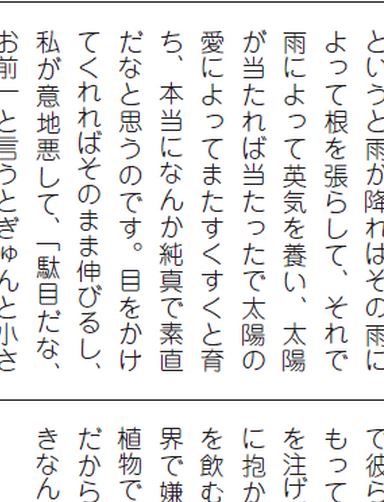 というと雨が降ればその雨に
よって根を張らして、それで
雨によって英気を養い、太陽
が当たれば当たったで太陽の
愛によってまたすくすくと育
ち、本当になんか純真で素直
だなと思うのです。目をかけ
てくれればそのまま伸びるし、
私が意地悪して、「駄目だな、
お前」と言うとぎゅんと小さ
て彼ら
もって
を注げ
に抱か
を飲む
界で嫌
植物で
だから
きなん